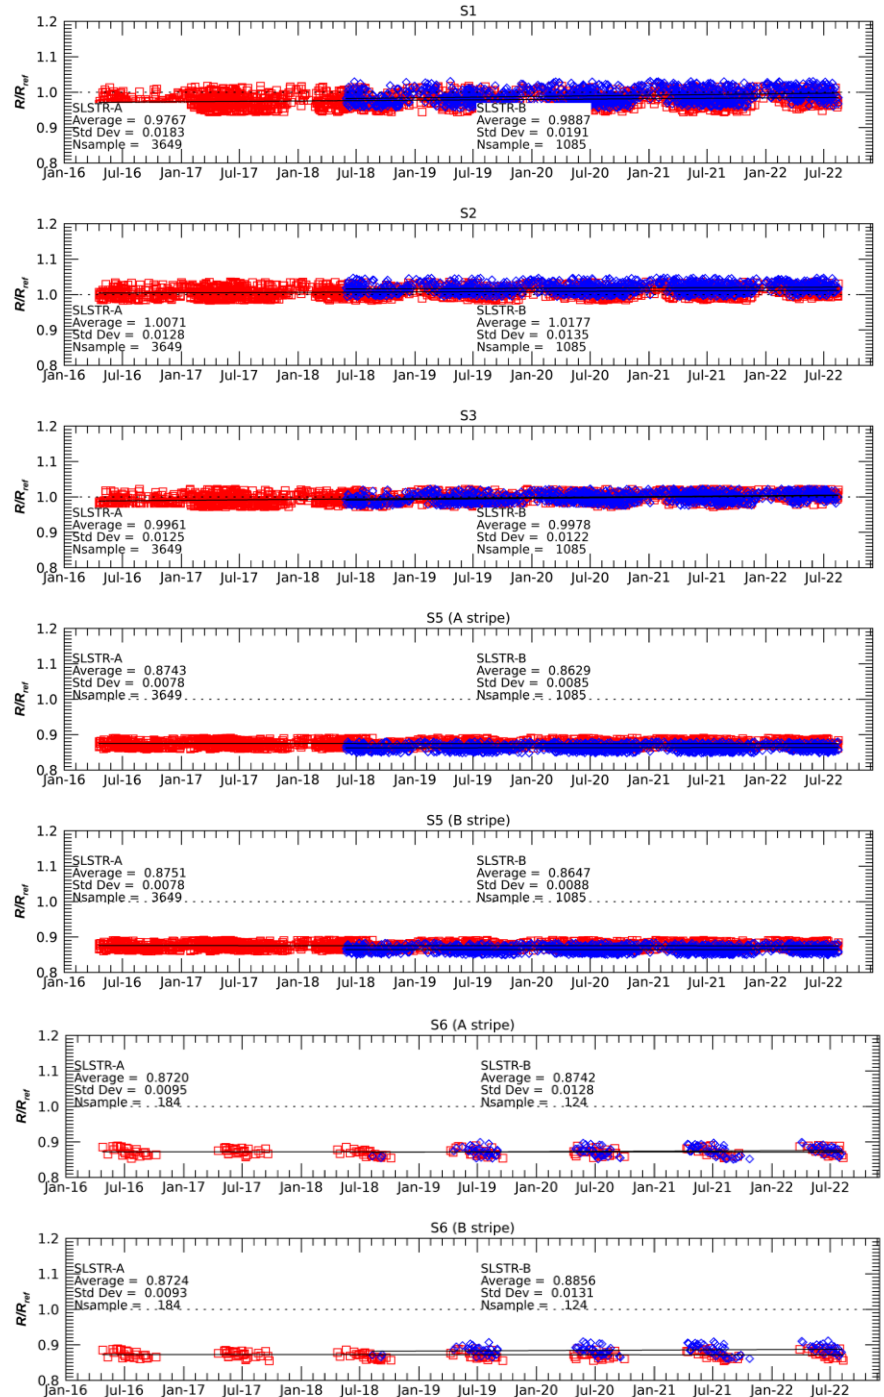 S1
1.2
1.1
1.0
0.9
0.8
R/Rref
SLSTR-A
Average = 0.9767
Std Dev = 0.0183
Nsample = 3649
SLSTR-B
Average = 0.9887
Std Dev = 0.0191
Nsample = 1085
Jan-16 Jul-16 Jan-17 Jul-17 Jan-18 Jul-18 Jan-19 Jul-19 Jan-20 Jul-20 Jan-21 Jul-21 Jan-22 Jul-22
S2
1.2
1.1
1.0
0.9
0.8
R/Rref
SLSTR-A
Average = 1.0071
Std Dev = 0.0128
Nsample = 3649
SLSTR-B
Average = 1.0177
Std Dev = 0.0135
Nsample = 1085
Jan-16 Jul-16 Jan-17 Jul-17 Jan-18 Jul-18 Jan-19 Jul-19 Jan-20 Jul-20 Jan-21 Jul-21 Jan-22 Jul-22
S3
1.2
1.1
1.0
0.9
0.8
R/Rref
SLSTR-A
Average = 0.9961
Std Dev = 0.0125
Nsample = 3649
SLSTR-B
Average = 0.9978
Std Dev = 0.0122
Nsample = 1085
Jan-16 Jul-16 Jan-17 Jul-17 Jan-18 Jul-18 Jan-19 Jul-19 Jan-20 Jul-20 Jan-21 Jul-21 Jan-22 Jul-22
S5 (A stripe)
1.2
1.1
1.0
0.9
0.8
R/Rref
SLSTR-A
Average = 0.8743
Std Dev = 0.0078
Nsample = 3649
SLSTR-B
Average = 0.8629
Std Dev = 0.0085
Nsample = 1085
Jan-16 Jul-16 Jan-17 Jul-17 Jan-18 Jul-18 Jan-19 Jul-19 Jan-20 Jul-20 Jan-21 Jul-21 Jan-22 Jul-22
S5 (B stripe)
1.2
1.1
1.0
0.9
0.8
R/Rref
SLSTR-A
Average = 0.8751
Std Dev = 0.0078
Nsample = 3649
SLSTR-B
Average = 0.8647
Std Dev = 0.0088
Nsample = 1085
Jan-16 Jul-16 Jan-17 Jul-17 Jan-18 Jul-18 Jan-19 Jul-19 Jan-20 Jul-20 Jan-21 Jul-21 Jan-22 Jul-22
S6 (A stripe)
1.2
1.1
1.0
0.9
0.8
R/Rref
SLSTR-A
Average = 0.8720
Std Dev = 0.0095
Nsample = 184
SLSTR-B
Average = 0.8742
Std Dev = 0.0128
Nsample = 124
Jan-16 Jul-16 Jan-17 Jul-17 Jan-18 Jul-18 Jan-19 Jul-19 Jan-20 Jul-20 Jan-21 Jul-21 Jan-22 Jul-22
S6 (B stripe)
1.2
1.1
1.0
0.9
0.8
R/Rref
SLSTR-A
Average = 0.8724
Std Dev = 0.0093
Nsample = 184
SLSTR-B
Average = 0.8856
Std Dev = 0.0131
Nsample = 124
Jan-16 Jul-16 Jan-17 Jul-17 Jan-18 Jul-18 Jan-19 Jul-19 Jan-20 Jul-20 Jan-21 Jul-21 Jan-22 Jul-22